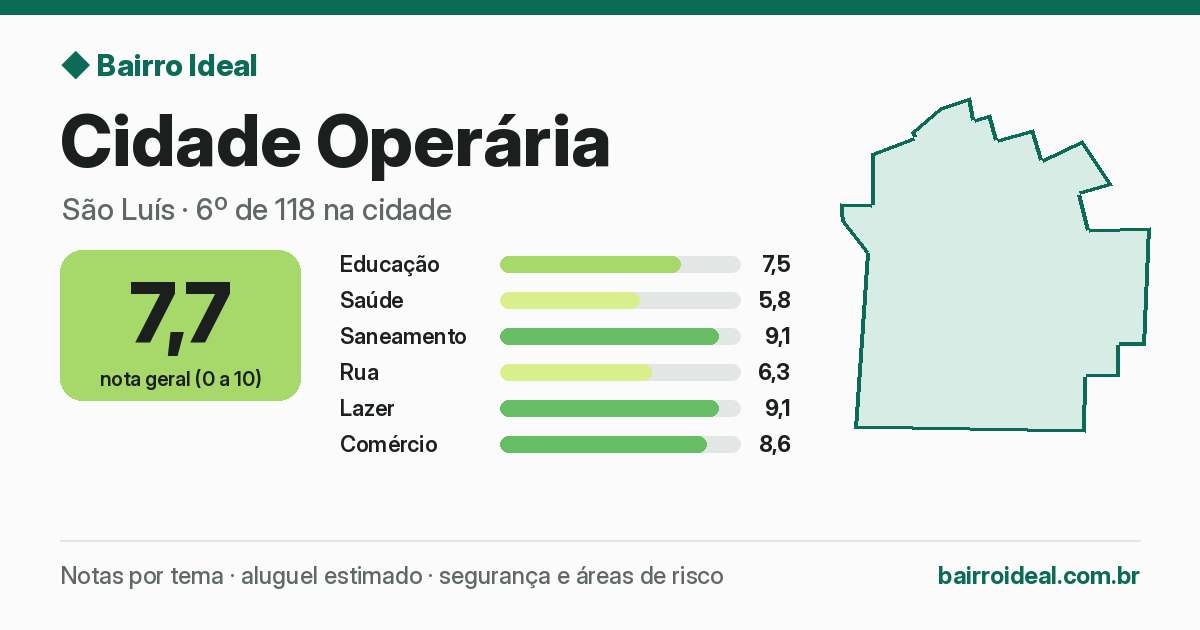 Bairro Ideal
Cidade Operária
São Luís · 6º de 118 na cidade
7,7
nota geral (0 a 10)
Educação 7,5
Saúde 5,8
Saneamento 9,1
Rua 6,3
Lazer 9,1
Comércio 8,6
Notas por tema · aluguel estimado · segurança e áreas de risco
bairroideal.com.br